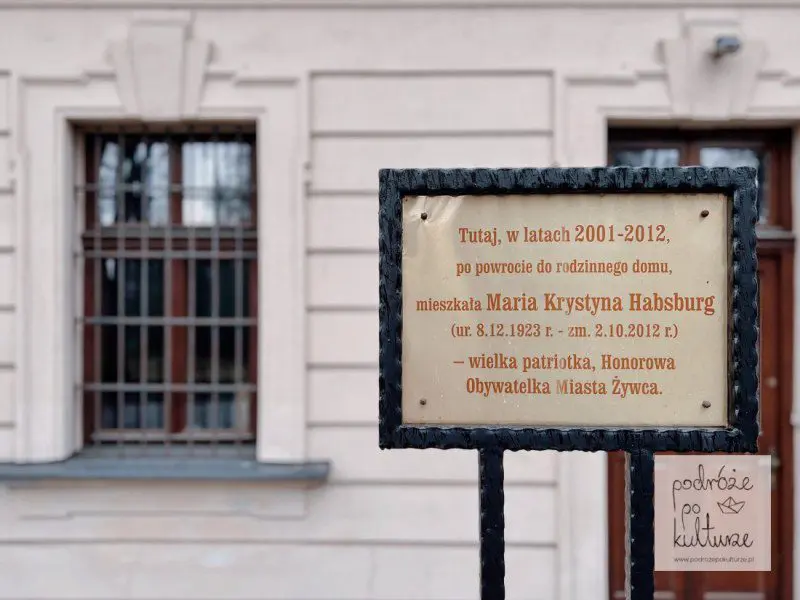 Tutaj, w latach 2001-2012,
po powrocie do rodzinnego domu,
mieszkała Maria Krystyna Habsburg
(ur. 8.12.1923 r. - zm. 2.10.2012 r.)
– wielka patriotka, Honorowa
Obywatelka Miasta Żywca.
podróże
po
kulturze
www.podrozepokulturze.pl